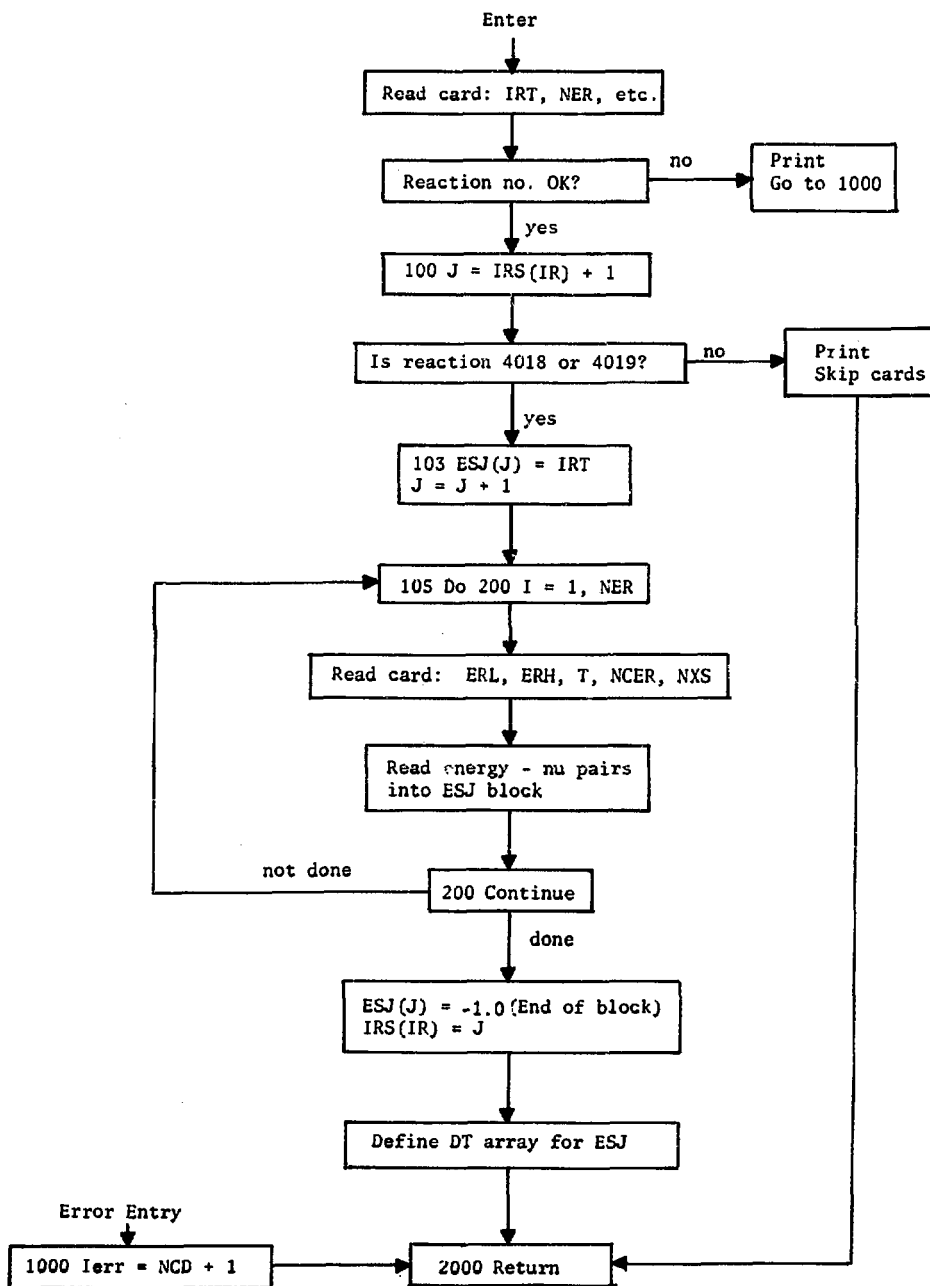 Enter
Read card: IRT, NER, etc.
Reaction no. OK?
no
Print
Go to 1000
yes
100 J = IRS(IR) + 1
Is reaction 4018 or 4019?
no
Print
Skip cards
yes
103 ESJ(J) = IRT
J = J + 1
105 Do 200 I = 1, NER
Read card: ERL, ERH, T, NCER, NXS
Read energy - nu pairs
into ESJ block
not done
200 Continue
done
ESJ(J) = -1.0 (End of block)
IRS(IR) = J
Define DT array for ESJ
Error Entry
1000 Ierr = NCD + 1
2000 Return